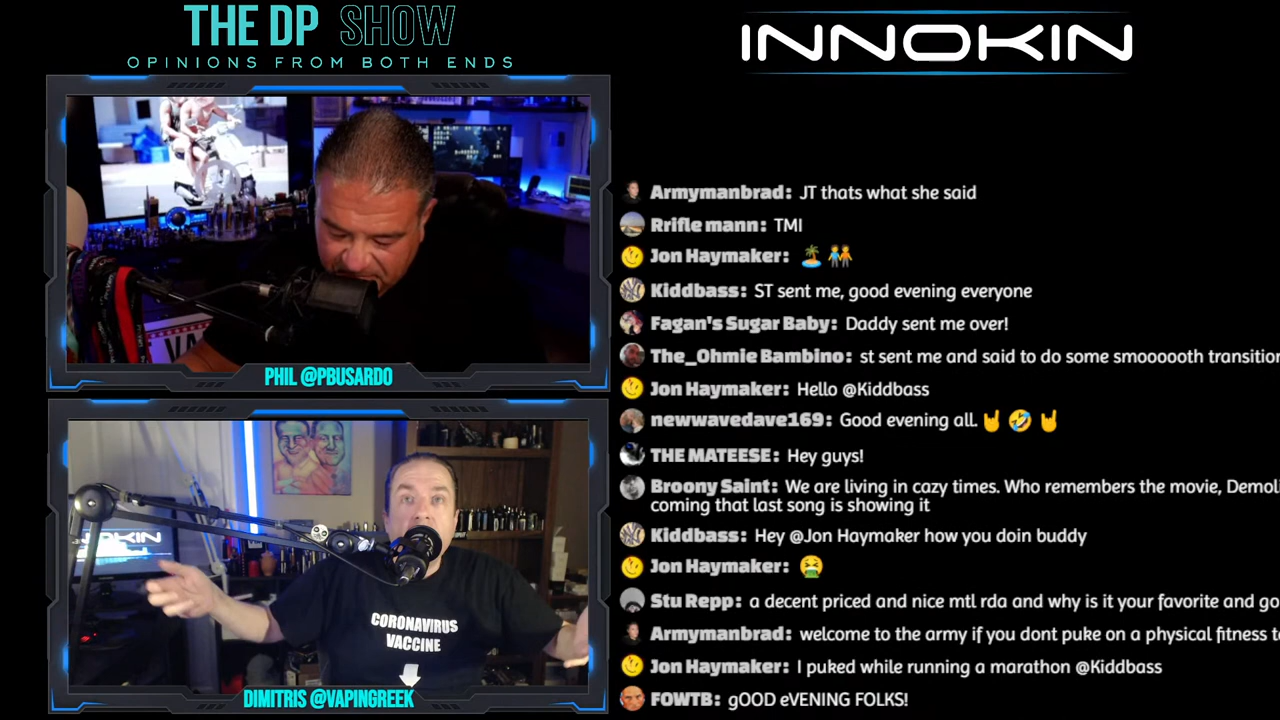 THE DP SHOW
OPINIONS FROM BOTH ENDS
INNOKIN
PHIL @PBUSARDO
CORONAVIRUS
VACCINE
DIMITRIS @VAPINGREEK
Armymanbrad: JT thats what she said
Rrifle mann: TMI
Jon Haymaker: 🏝️👬
Kiddbass: ST sent me, good evening everyone
Fagan's Sugar Baby: Daddy sent me over!
The_Ohmie Bambino: st sent me and said to do some smoooooth transition
Jon Haymaker: Hello @Kiddbass
newwavedave169: Good evening all.🤘🤣🤘
THE MATEESE: Hey guys!
Broony Saint: We are living in cazy times. Who remembers the movie, Demoli
coming that last song is showing it
Kiddbass: Hey @Jon Haymaker how you doin buddy
Jon Haymaker: 🤮
Stu Repp: a decent priced and nice mtl rda and why is it your favorite and go
Armymanbrad: welcome to the army if you dont puke on a physical fitness te
Jon Haymaker: I puked while running a marathon @Kiddbass
FOWTB: gOOD eVENING FOLKS!